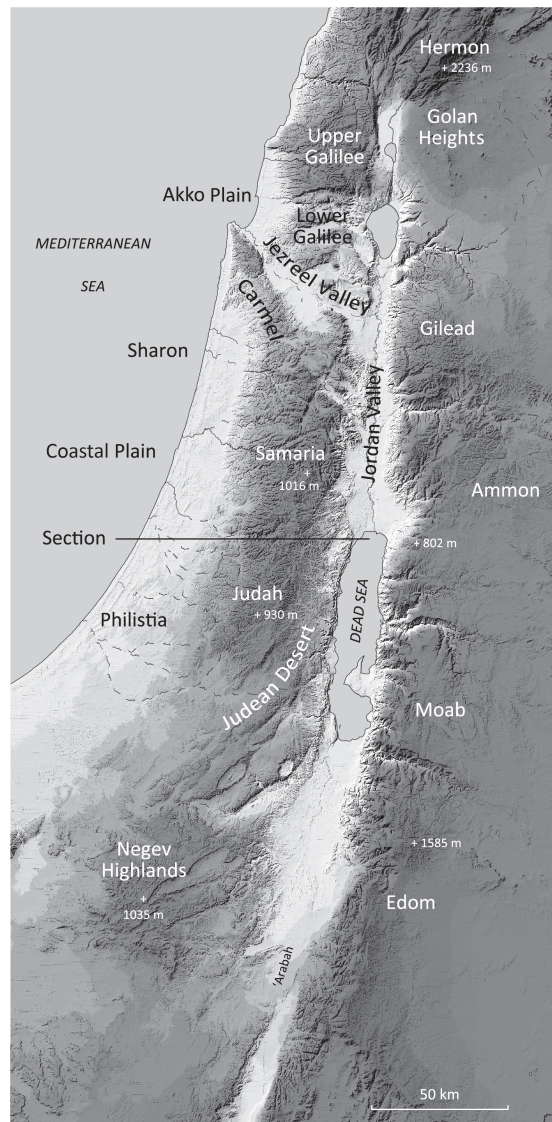 Hermon
+ 2236 m
Golan
Heights
Upper
Galilee
Akko Plain
Lower
Galilee
MEDITERRANEAN
SEA
Jezreel Valley
Carmel
Gilead
Sharon
Jordan Valley
Coastal Plain
Samaria
+
1016 m
Ammon
Section
+ 802 m
Judah
+ 930 m
DEAD SEA
Philistia
Judean Desert
Moab
Negev
Highlands
+
1035 m
+ 1585 m
Edom
'Arabah
50 km